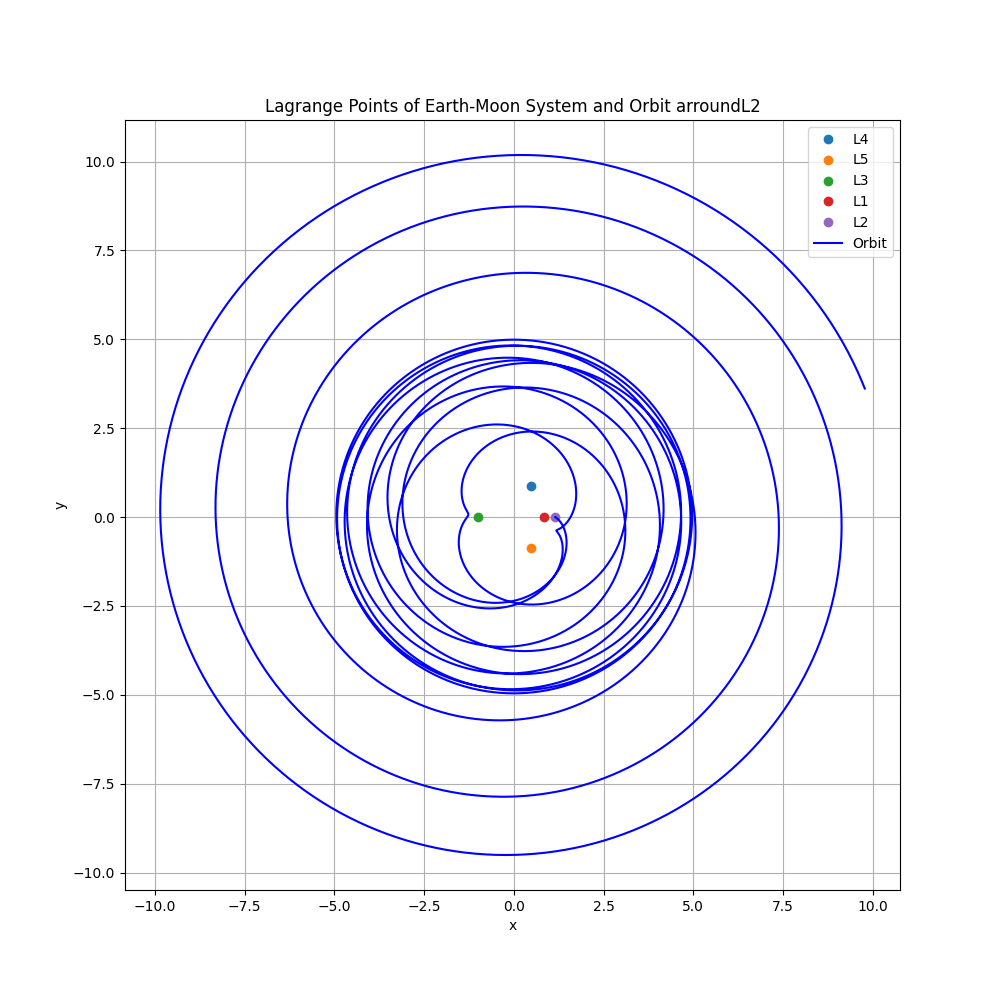 Lagrange Points of Earth-Moon System and Orbit arroundL2
L4
L5
L3
L1
L2
Orbit
10.0
7.5
5.0
2.5
0.0
−2.5
−5.0
−7.5
−10.0
y
−10.0 −7.5 −5.0 −2.5 0.0 2.5 5.0 7.5 10.0
x